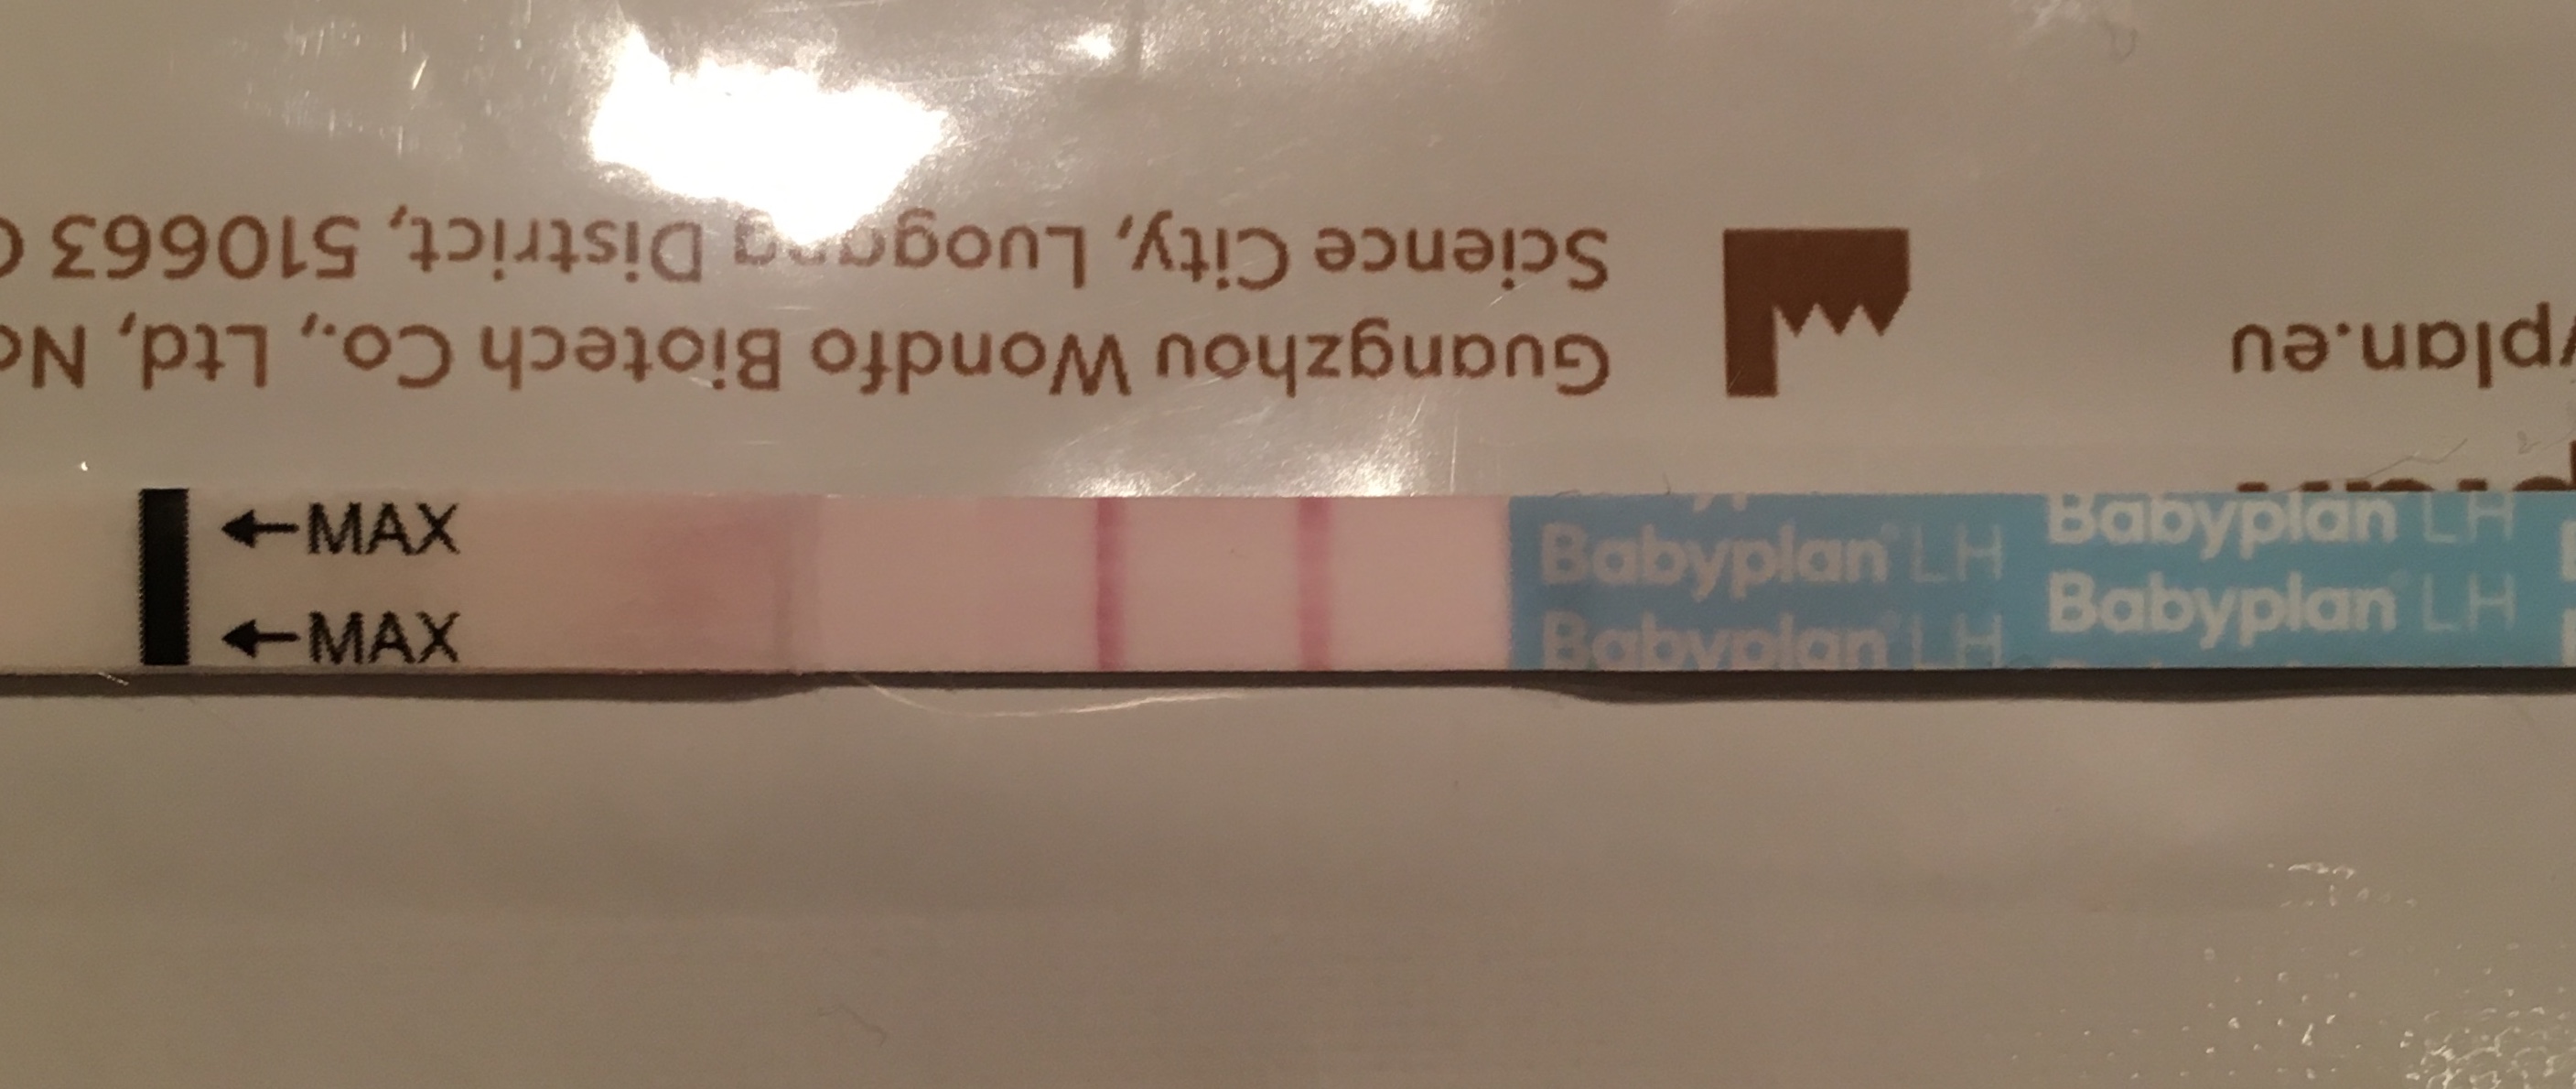 Guangzhou Wondfo Biotech Co., Ltd, No
Science City, Luogang District, 510663
plan.eu
←MAX
←MAX
Babyplan LH
Babyplan LH
Babyplan LH
Babyplan LH